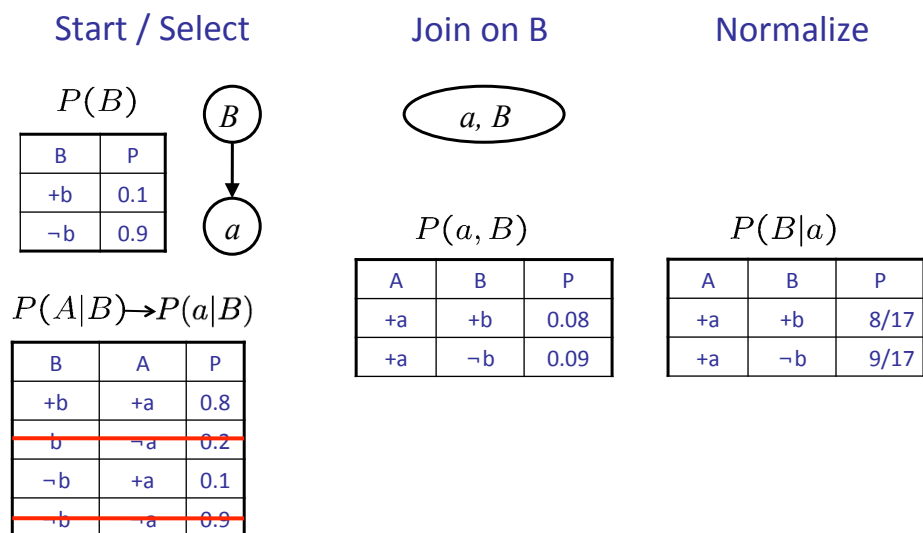 Start / Select
P(B)
B P
+b 0.1
¬b 0.9
B
a
P(A|B)→P(a|B)
B A P
+b +a 0.8
b ¬a 0.2
¬b +a 0.1
¬b ¬a 0.9
Join on B
a, B
P(a, B)
A B P
+a +b 0.08
+a ¬b 0.09
Normalize
P(B|a)
A B P
+a +b 8/17
+a ¬b 9/17